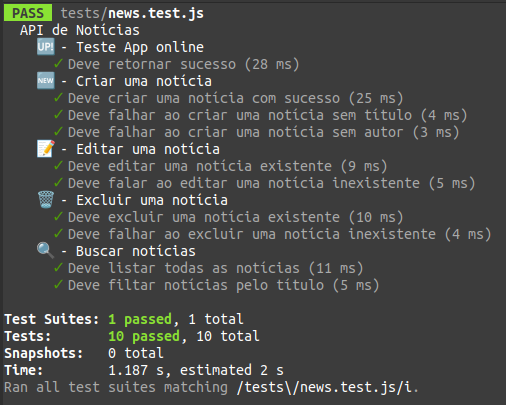 PASS tests/news.test.js
API de Notícias
🆙 - Teste App online
✓ Deve retornar sucesso (28 ms)
🆕 - Criar uma notícia
✓ Deve criar uma notícia com sucesso (25 ms)
✓ Deve falhar ao criar uma notícia sem título (4 ms)
✓ Deve falhar ao criar uma notícia sem autor (3 ms)
📝 - Editar uma notícia
✓ Deve editar uma notícia existente (9 ms)
✓ Deve falar ao editar uma notícia inexistente (5 ms)
🗑️ - Excluir uma notícia
✓ Deve excluir uma notícia existente (10 ms)
✓ Deve falhar ao excluir uma notícia inexistente (4 ms)
🔍 - Buscar notícias
✓ Deve listar todas as notícias (11 ms)
✓ Deve filtar notícias pelo título (5 ms)
Test Suites: 1 passed, 1 total
Tests: 10 passed, 10 total
Snapshots: 0 total
Time: 1.187 s, estimated 2 s
Ran all test suites matching /tests\/news.test.js/i.